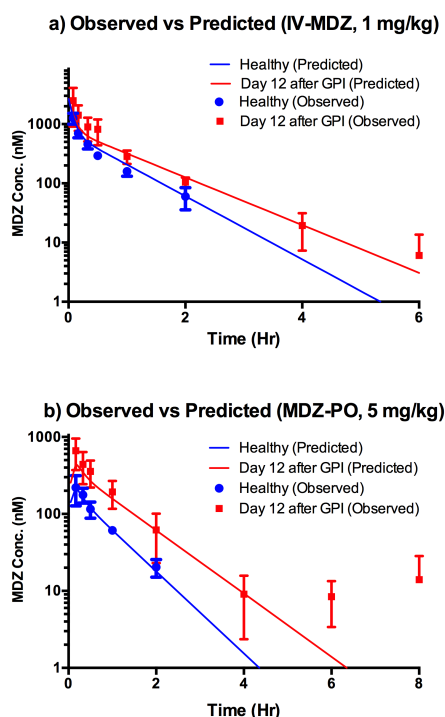 a) Observed vs Predicted (IV-MDZ, 1 mg/kg)
Healthy (Predicted)
Day 12 after GPI (Predicted)
Healthy (Observed)
Day 12 after GPI (Observed)
MDZ Conc. (nM)
1000
100
10
1
0
2
4
6
Time (Hr)
b) Observed vs Predicted (MDZ-PO, 5 mg/kg)
Healthy (Predicted)
Day 12 after GPI (Predicted)
Healthy (Observed)
Day 12 after GPI (Observed)
MDZ Conc. (nM)
1000
100
10
1
0
2
4
6
8
Time (Hr)